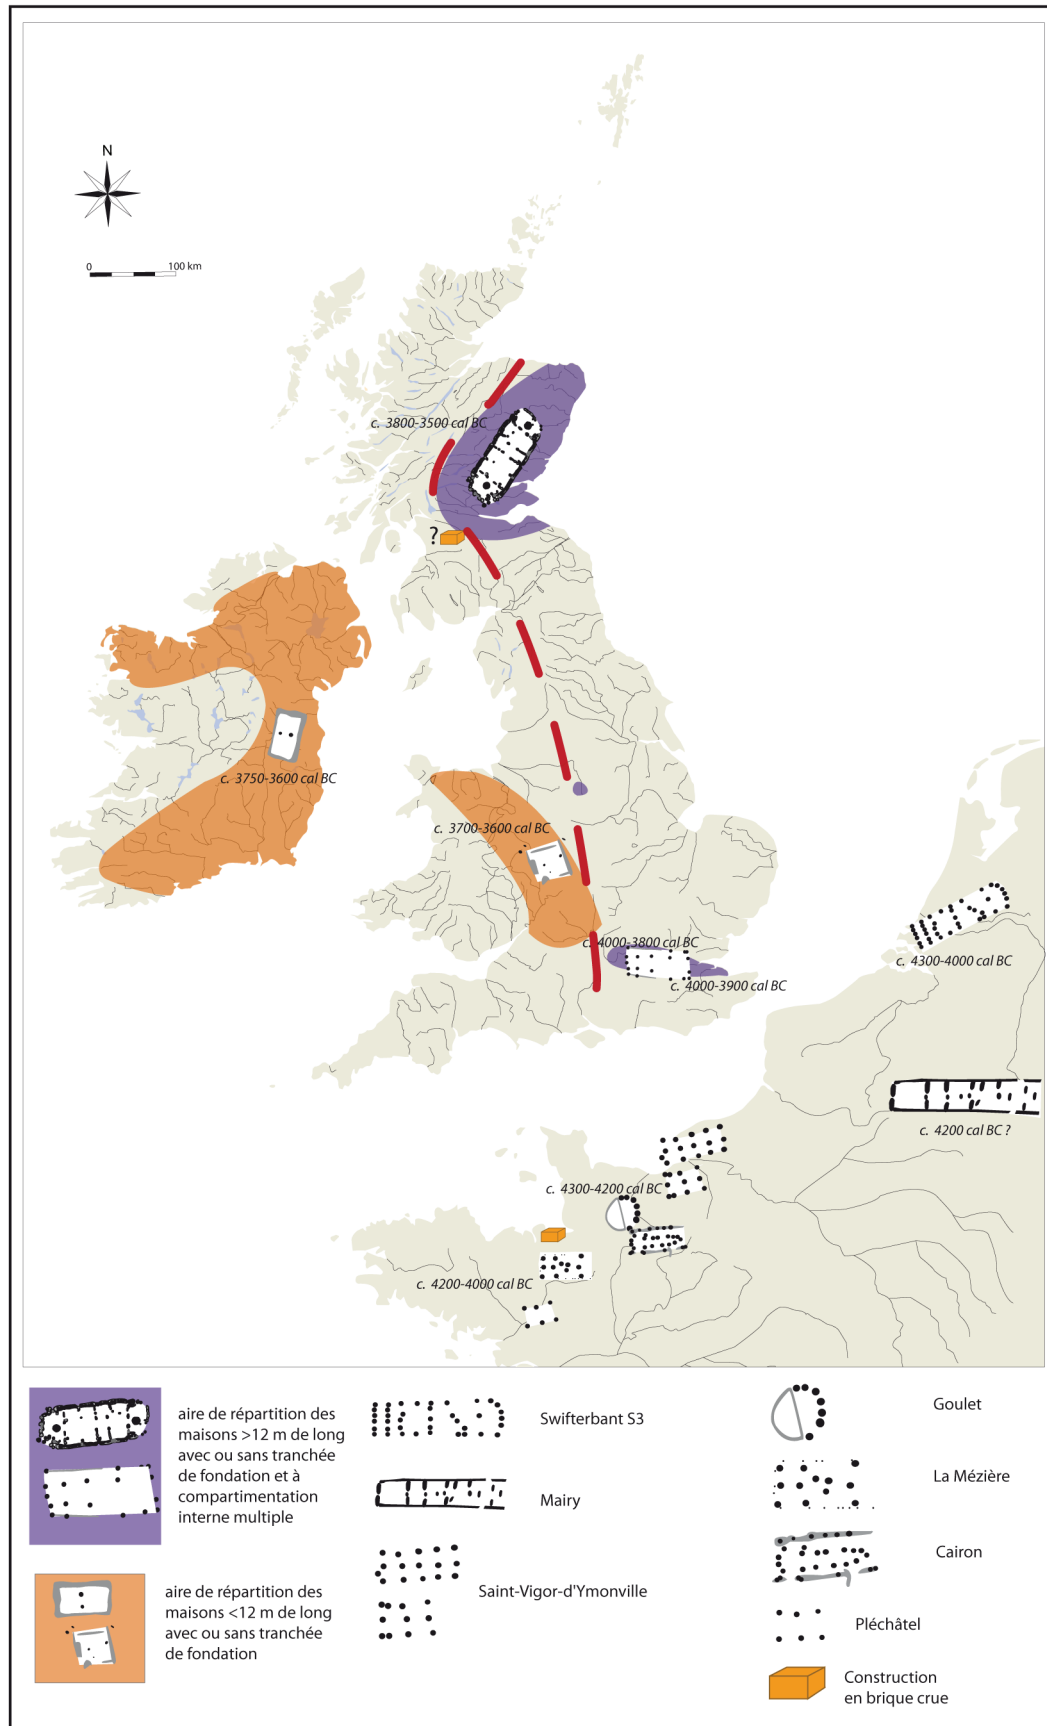 N
0 100 km
c. 3800-3500 cal BC
?
c. 3750-3600 cal BC
c. 3700-3600 cal BC
c. 4000-3800 cal BC
c. 4000-3900 cal BC
c. 4300-4000 cal BC
c. 4200 cal BC ?
c. 4300-4200 cal BC
c. 4200-4000 cal BC
aire de répartition des
maisons >12 m de long
avec ou sans tranchée
de fondation et à
compartimentation
interne multiple
aire de répartition des
maisons <12 m de long
avec ou sans tranchée
de fondation
Swifterbant S3
Mairy
Saint-Vigor-d'Ymonville
Goulet
La Mézière
Cairon
Pléchâtel
Construction
en brique crue